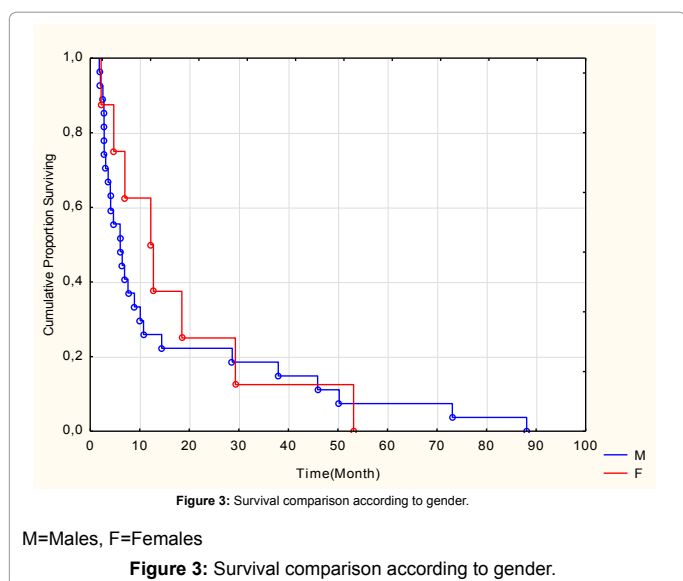 1,0
0,8
0,6
0,4
0,2
0,0
Cumulative Proportion Surviving
0 10 20 30 40 50 60 70 80 90 100
Time(Month)
M
F
Figure 3: Survival comparison according to gender.
M=Males, F=Females
Figure 3: Survival comparison according to gender.